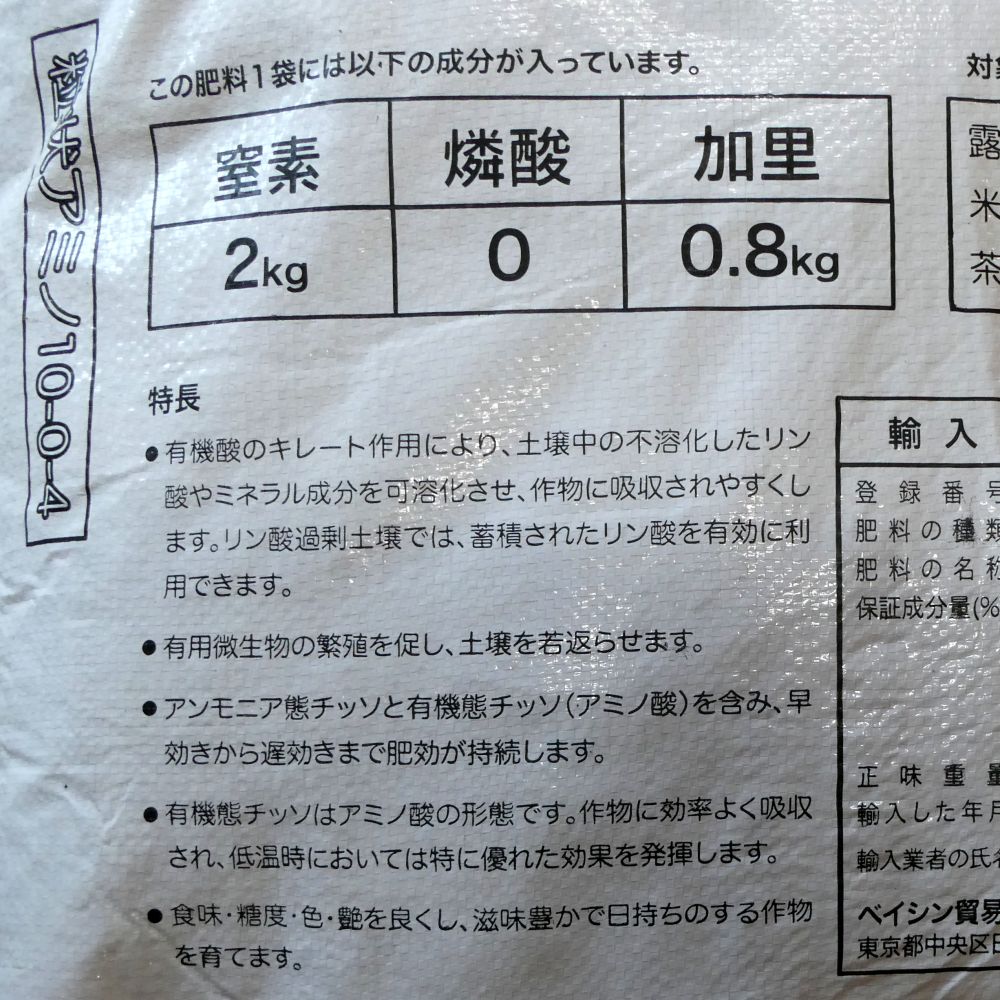 粒状アミノ10-0-4
この肥料1袋には以下の成分が入っています。
窒素 燐酸 加里
2kg 0 0.8kg
特長
●有機酸のキレート作用により、土壌中の不溶化したリン
酸やミネラル成分を可溶化させ、作物に吸収されやすくし
ます。リン酸過剰土壌では、蓄積されたリン酸を有効に利
用できます。
●有用微生物の繁殖を促し、土壌を若返らせます。
●アンモニア態チッソと有機態チッソ(アミノ酸)を含み、早
効きから遅効きまで肥効が持続します。
●有機態チッソはアミノ酸の形態です。作物に効率よく吸収
され、低温時においては特に優れた効果を発揮します。
●食味・糖度・色・艶を良くし、滋味豊かで日持ちのする作物
を育てます。
対
露
米
茶
輸入
登録番号
肥料の種類
肥料の名称
保証成分量(%
正味重量
輸入した年月
輸入業者の氏名
ベイシン貿易
東京都中央区日